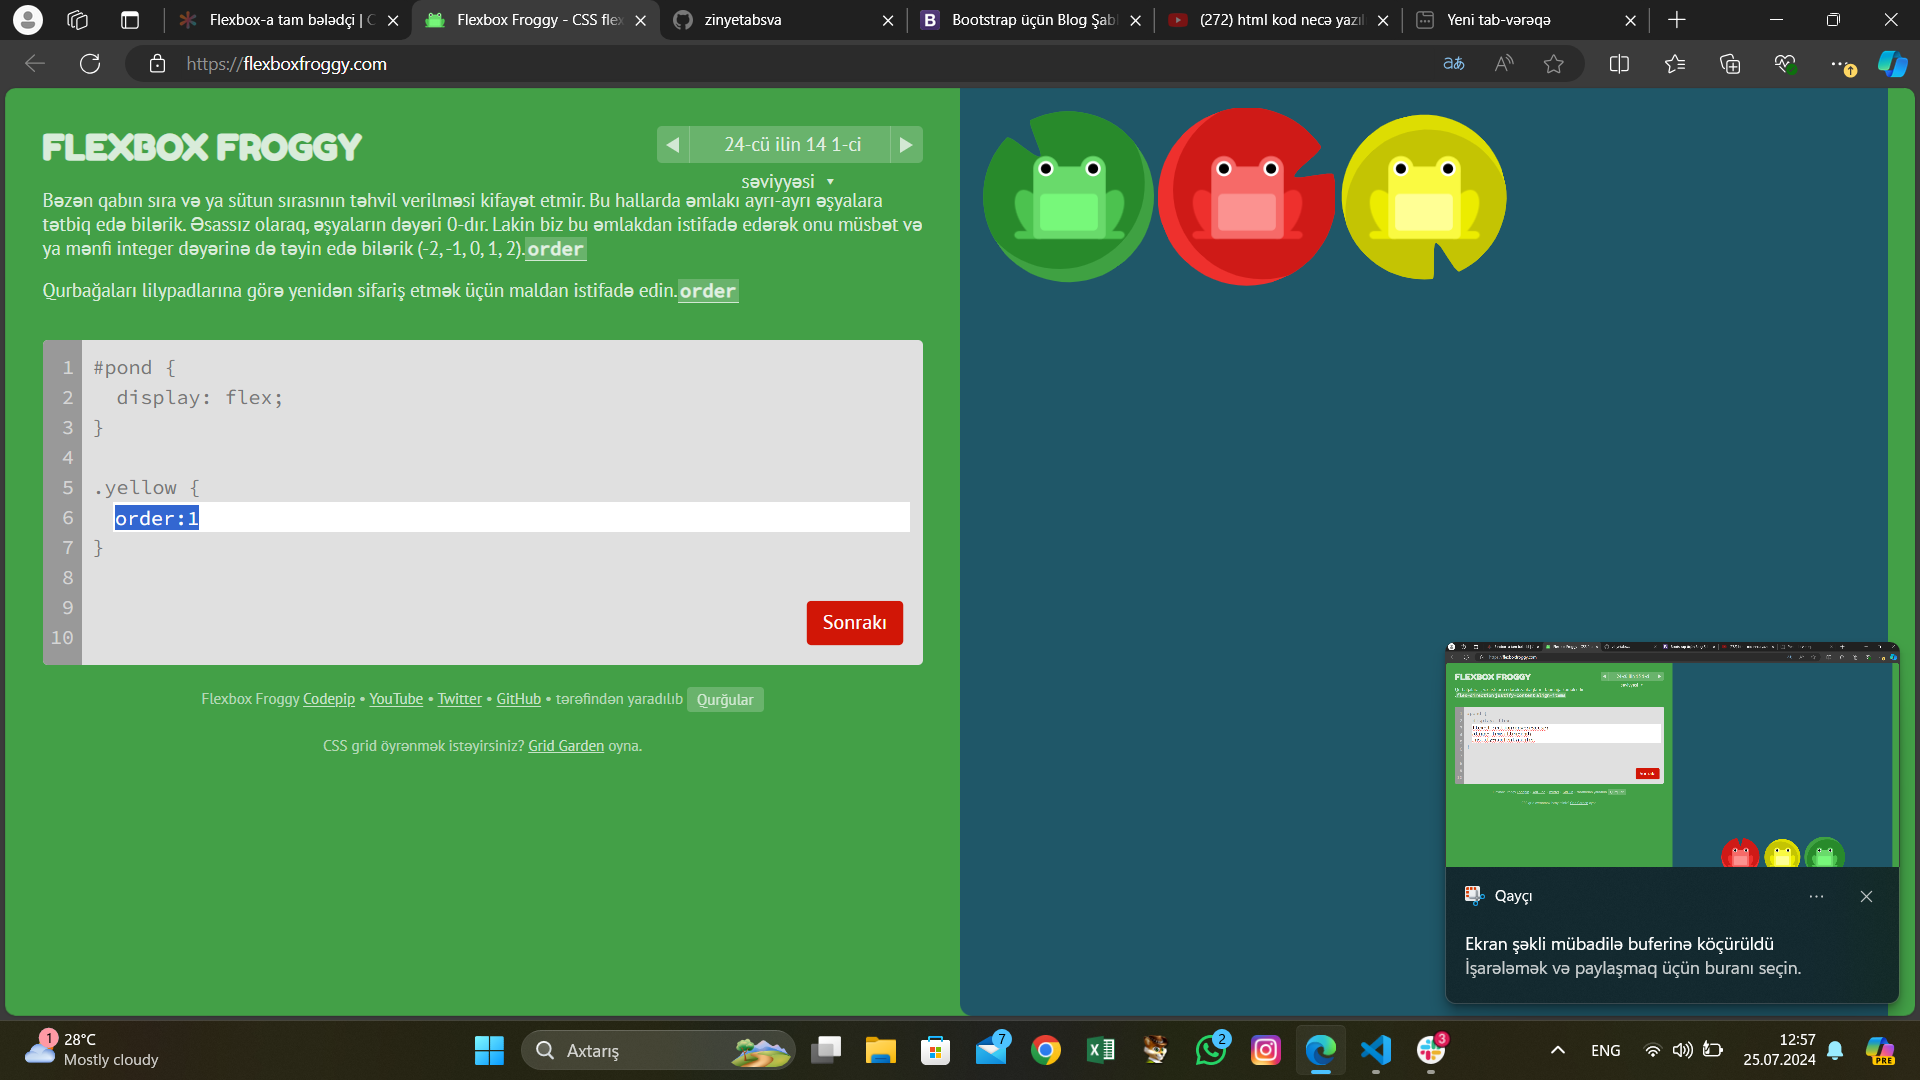 Flexbox-a tam bələdçi | C
Flexbox Froggy - CSS flex
zinyetabsva
Bootstrap üçün Blog Şabl
(272) html kod necə yazıl
Yeni tab-vərəqə
https://flexboxfroggy.com
FLEXBOX FROGGY
24-cü ilin 14 1-ci
səviyyəsi
Bəzən qabın sıra və ya sütun sırasının təhvil verilməsi kifayət etmir. Bu hallarda əmlakı ayrı-ayrı əşyalara
tətbiq edə bilərik. Əsassız olaraq, əşyaların dəyəri 0-dır. Lakin biz bu əmlakdan istifadə edərək onu müsbət və
ya mənfi integer dəyərinə də təyin edə bilərik (-2, -1, 0, 1, 2).order
Qurbağaları lilypadlarına görə yenidən sifariş etmək üçün maldan istifadə edin.order
1 #pond {
2 display: flex;
3 }
4
5 .yellow {
6 order:1
7 }
8
9
10
Sonrakı
Flexbox Froggy Codepip • YouTube • Twitter • GitHub • tərəfindən yaradılıb Qurğular
CSS grid öyrənmək istəyirsiniz? Grid Garden oyna.
FLEXBOX FROGGY
Qayçı
Ekran şəkli mübadilə buferinə köçürüldü
İşarələmək və paylaşmaq üçün buranı seçin.
1
28°C
Mostly cloudy
Axtarış
7
2
3
ENG
12:57
25.07.2024
PRE